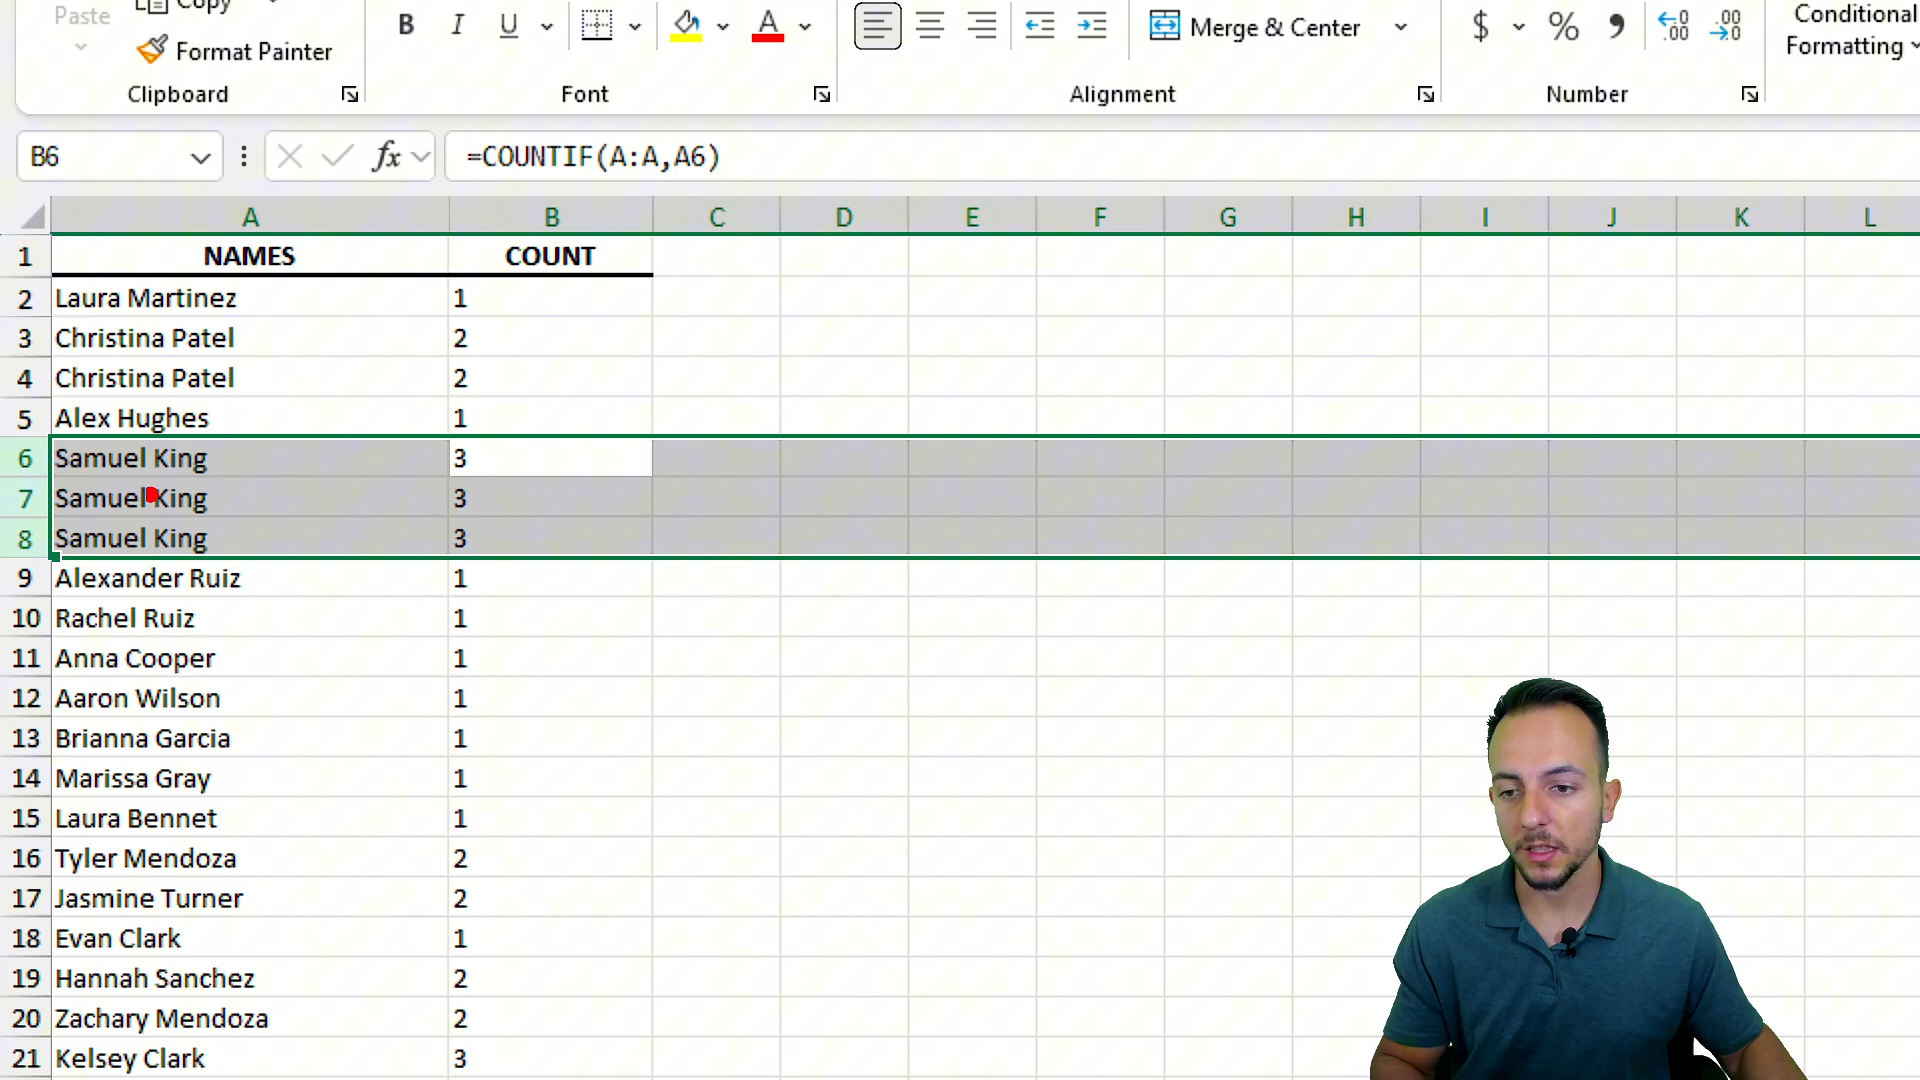 Paste
Copy
Format Painter
Clipboard
B I U
A
Font
Merge & Center
Alignment
$ % ,
Number
Conditional
Formatting
B6
fx
=COUNTIF(A:A,A6)
A B C D E F G H I J K L
1 NAMES COUNT
2 Laura Martinez 1
3 Christina Patel 2
4 Christina Patel 2
5 Alex Hughes 1
6 Samuel King 3
7 Samuel King 3
8 Samuel King 3
9 Alexander Ruiz 1
10 Rachel Ruiz 1
11 Anna Cooper 1
12 Aaron Wilson 1
13 Brianna Garcia 1
14 Marissa Gray 1
15 Laura Bennet 1
16 Tyler Mendoza 2
17 Jasmine Turner 2
18 Evan Clark 1
19 Hannah Sanchez 2
20 Zachary Mendoza 2
21 Kelsey Clark 3